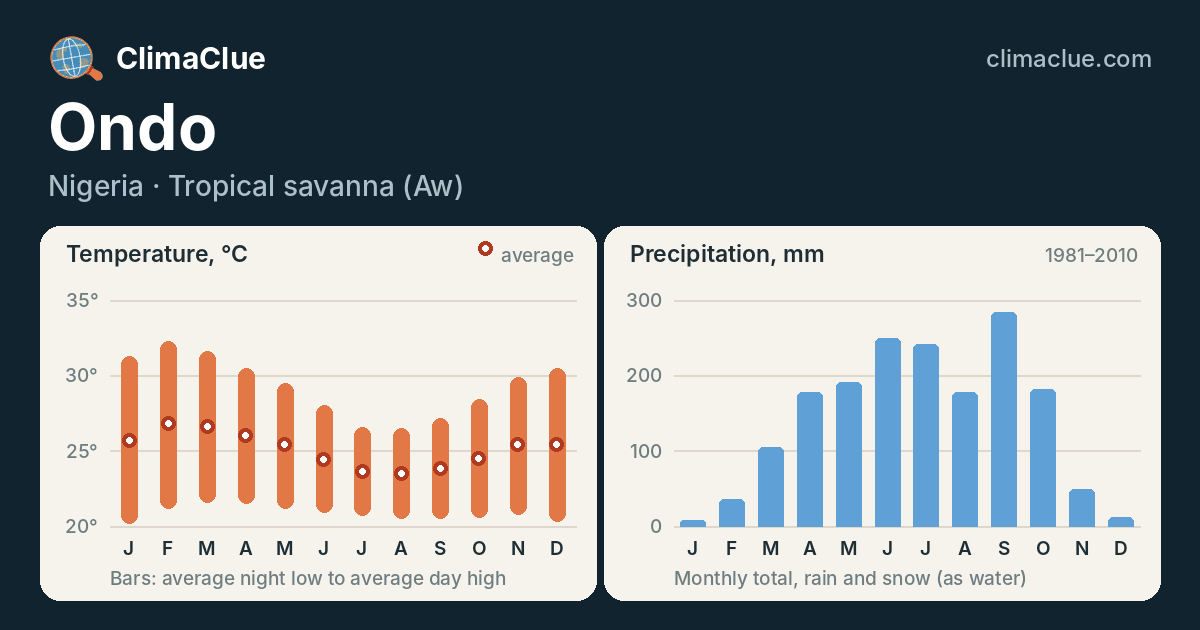 ClimaClue
climaclue.com
Ondo
Nigeria · Tropical savanna (Aw)
Temperature, °C
average
35°
30°
25°
20°
J F M A M J J A S O N D
Bars: average night low to average day high
Precipitation, mm
1981–2010
300
200
100
0
J F M A M J J A S O N D
Monthly total, rain and snow (as water)